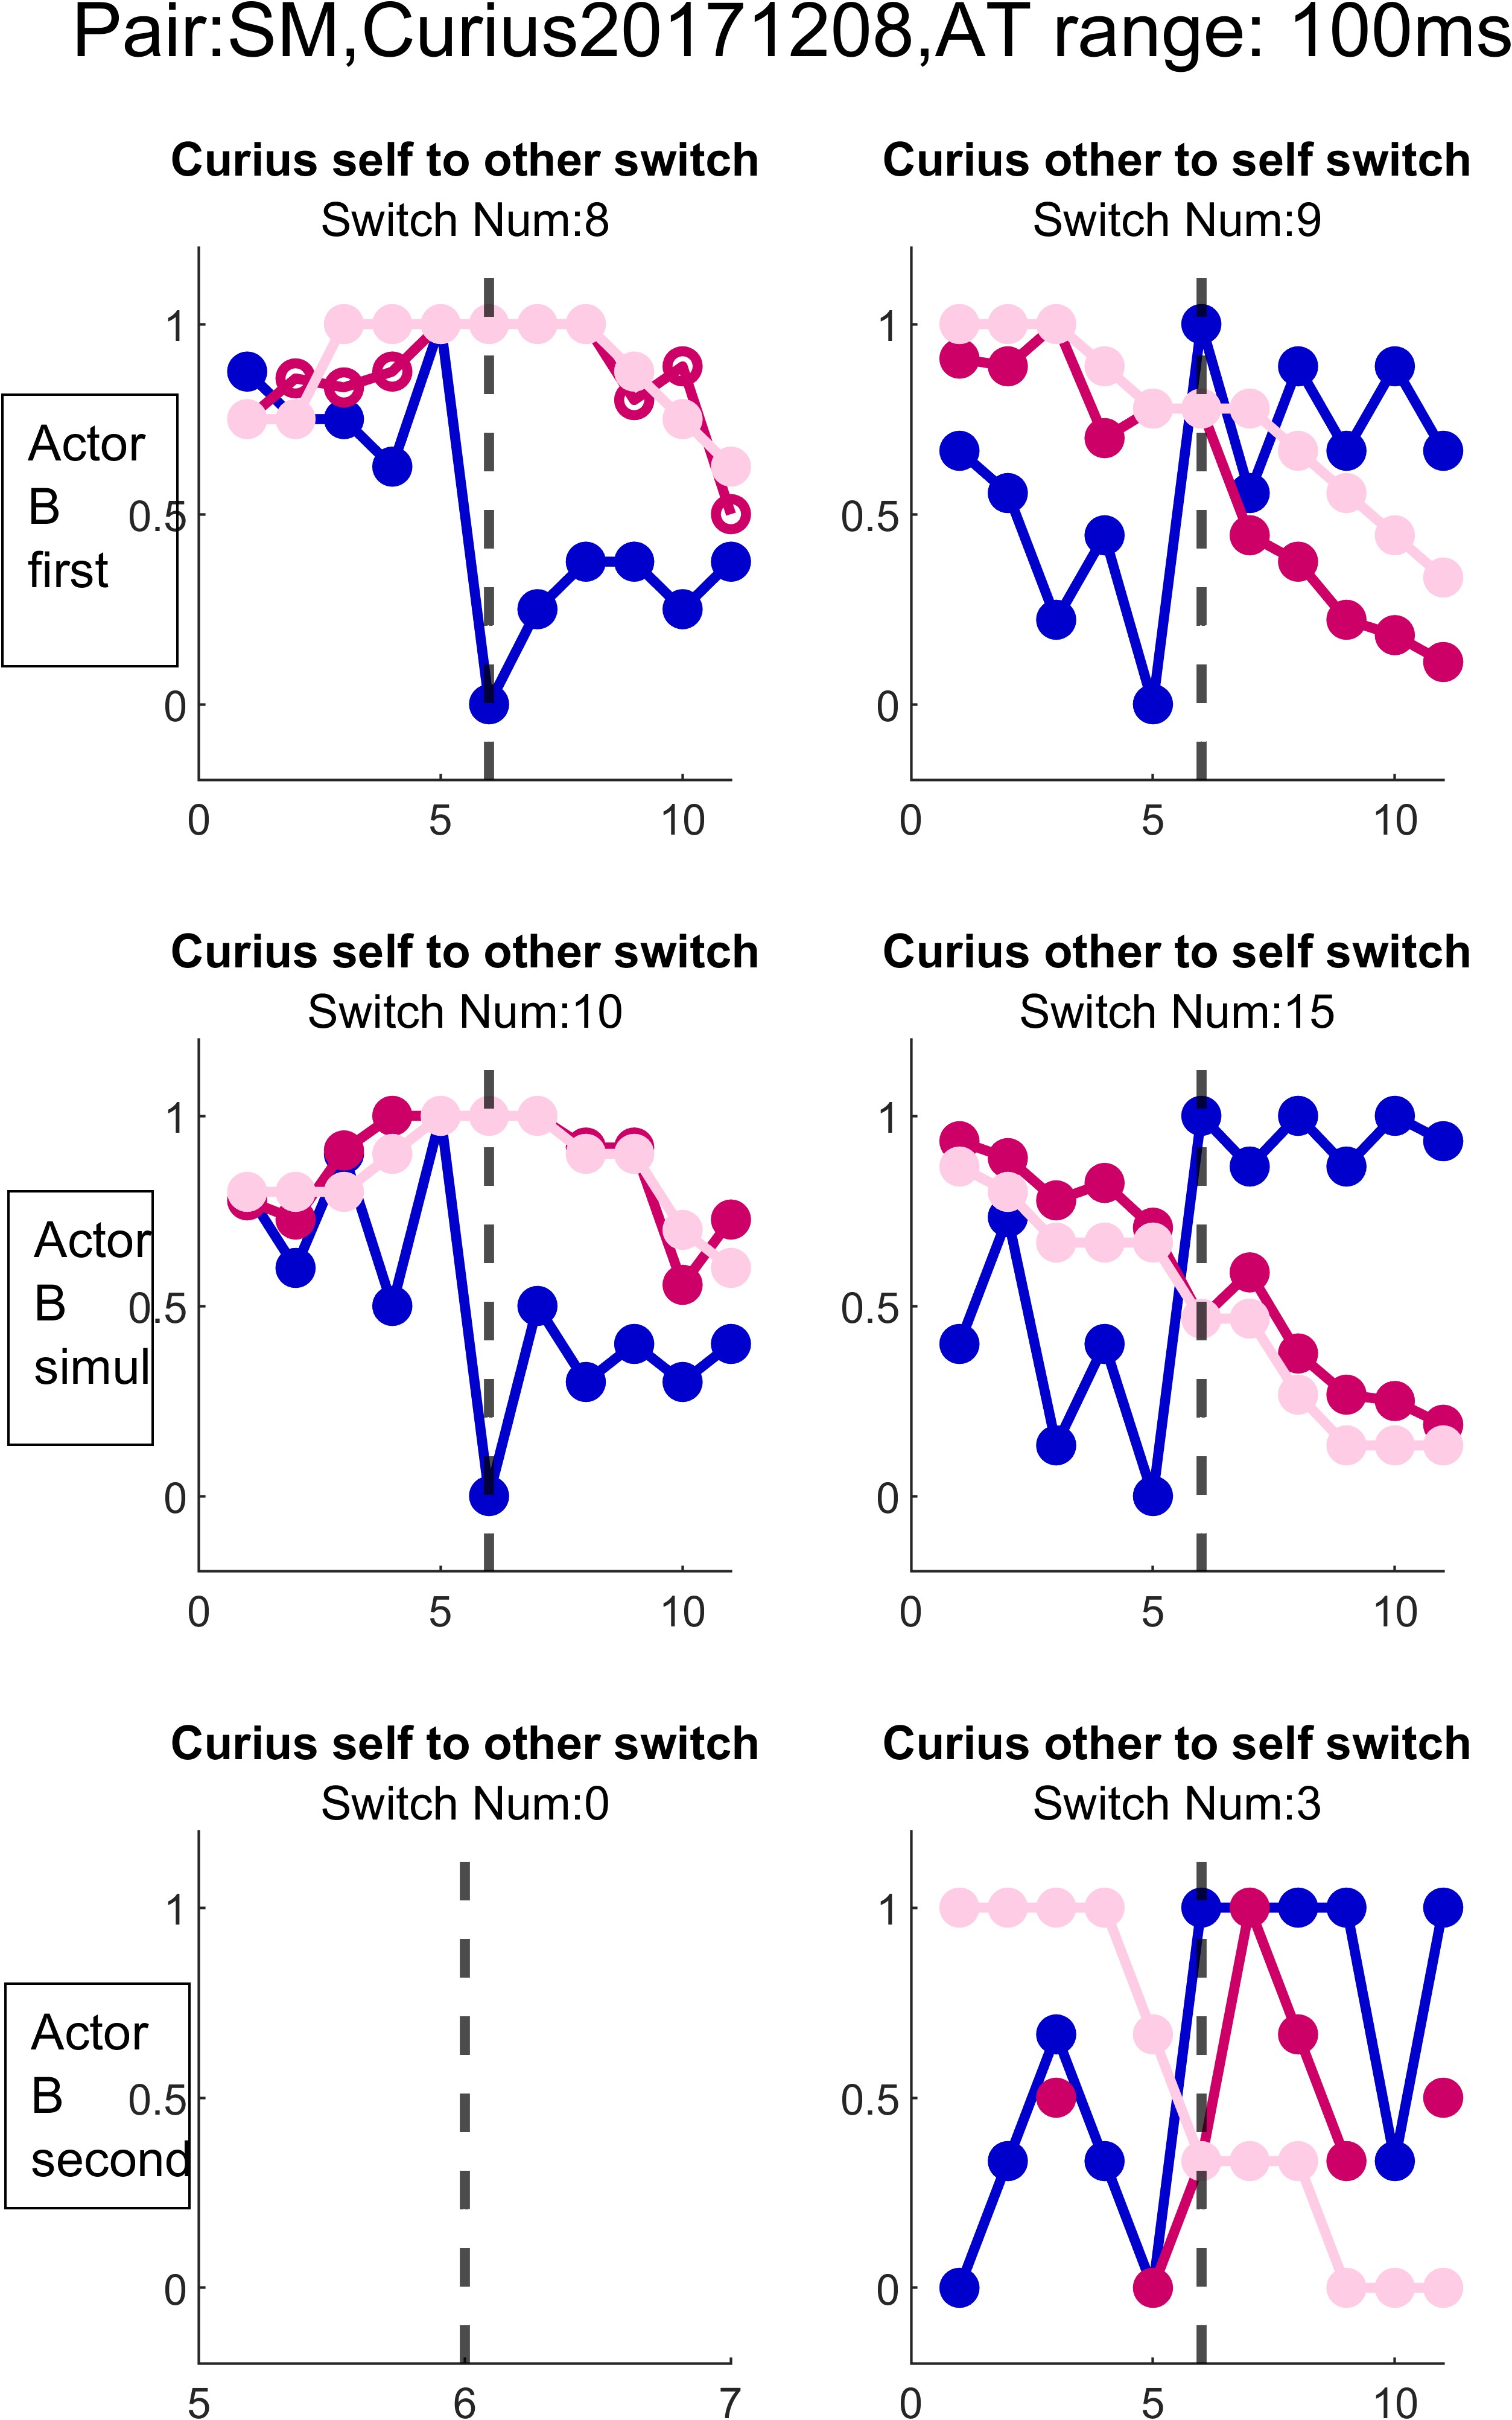 Pair:SM,Curius20171208,AT range: 100ms
Curius self to other switch
Switch Num:8
Curius other to self switch
Switch Num:9
Actor
B
first
1
0.5
0
0 5 10
1
0.5
0
0 5 10
Curius self to other switch
Switch Num:10
Curius other to self switch
Switch Num:15
Actor
B
simul
1
0.5
0
0 5 10
1
0.5
0
0 5 10
Curius self to other switch
Switch Num:0
Curius other to self switch
Switch Num:3
Actor
B
second
1
0.5
0
5 6 7
1
0.5
0
0 5 10